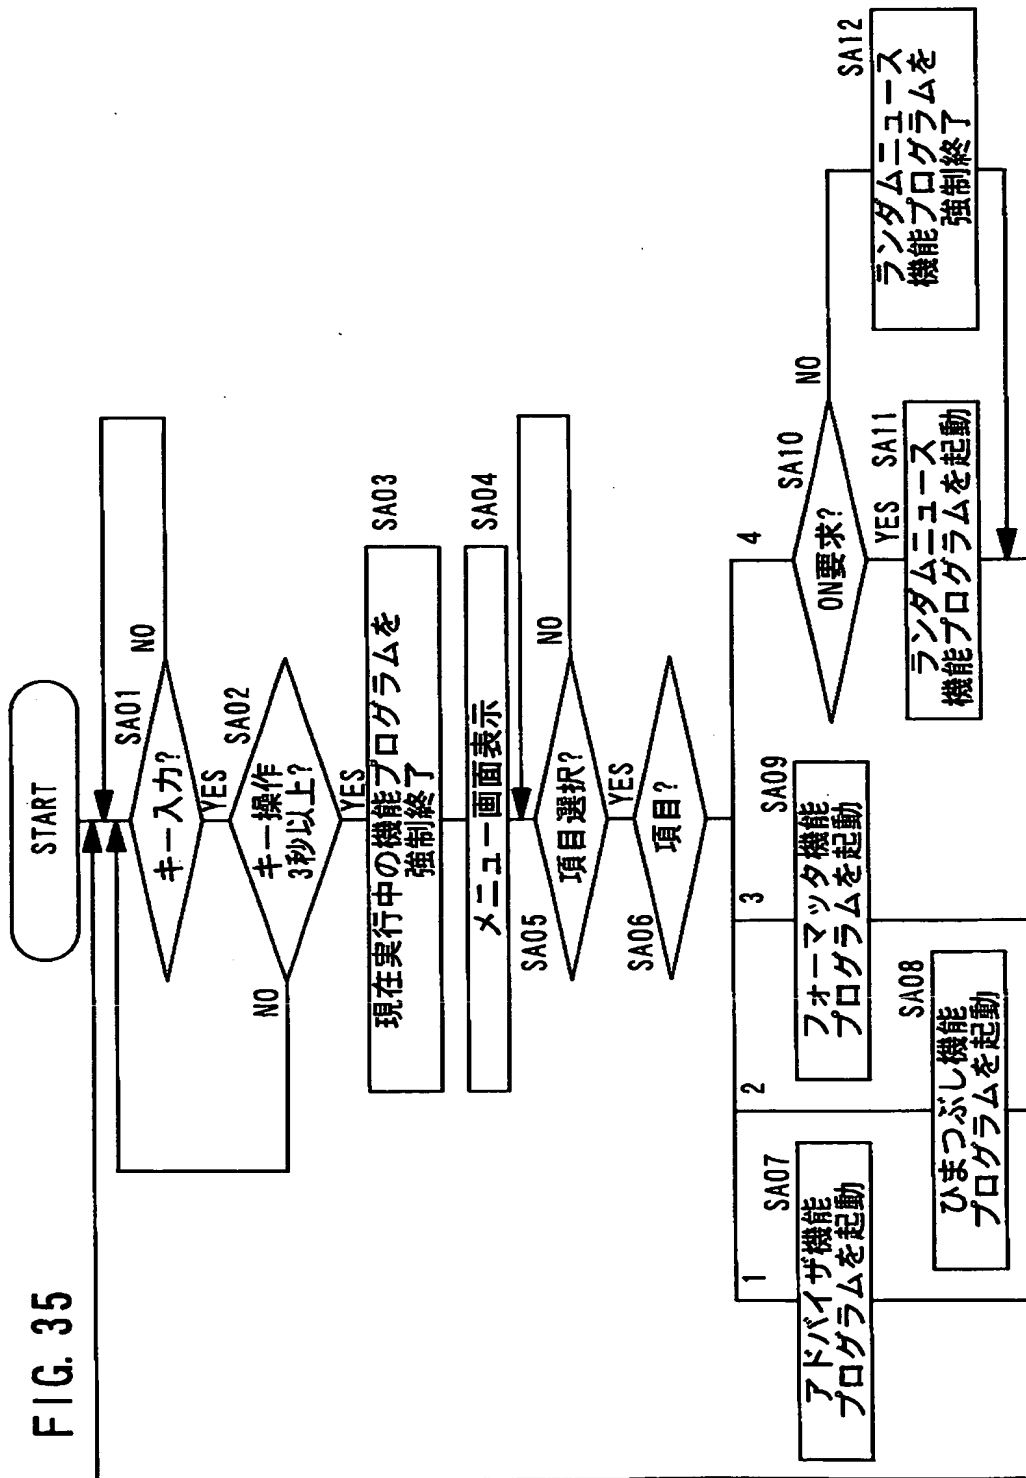 FIG. 35
START
SA01
キー入力?
NO
YES
SA02
キー操作
3秒以上?
NO
YES
SA03
現在実行中の機能プログラムを
強制終了
SA04
メニュー画面表示
SA05
項目選択?
NO
YES
SA06
項目?
1
2
3
4
SA07
アドバイザ機能
プログラムを起動
SA08
ひまつぶし機能
プログラムを起動
SA09
フォーマッタ機能
プログラムを起動
SA10
ON要求?
NO
YES
SA11
ランダムニュース
機能プログラムを起動
SA12
ランダムニュース
機能プログラムを
強制終了